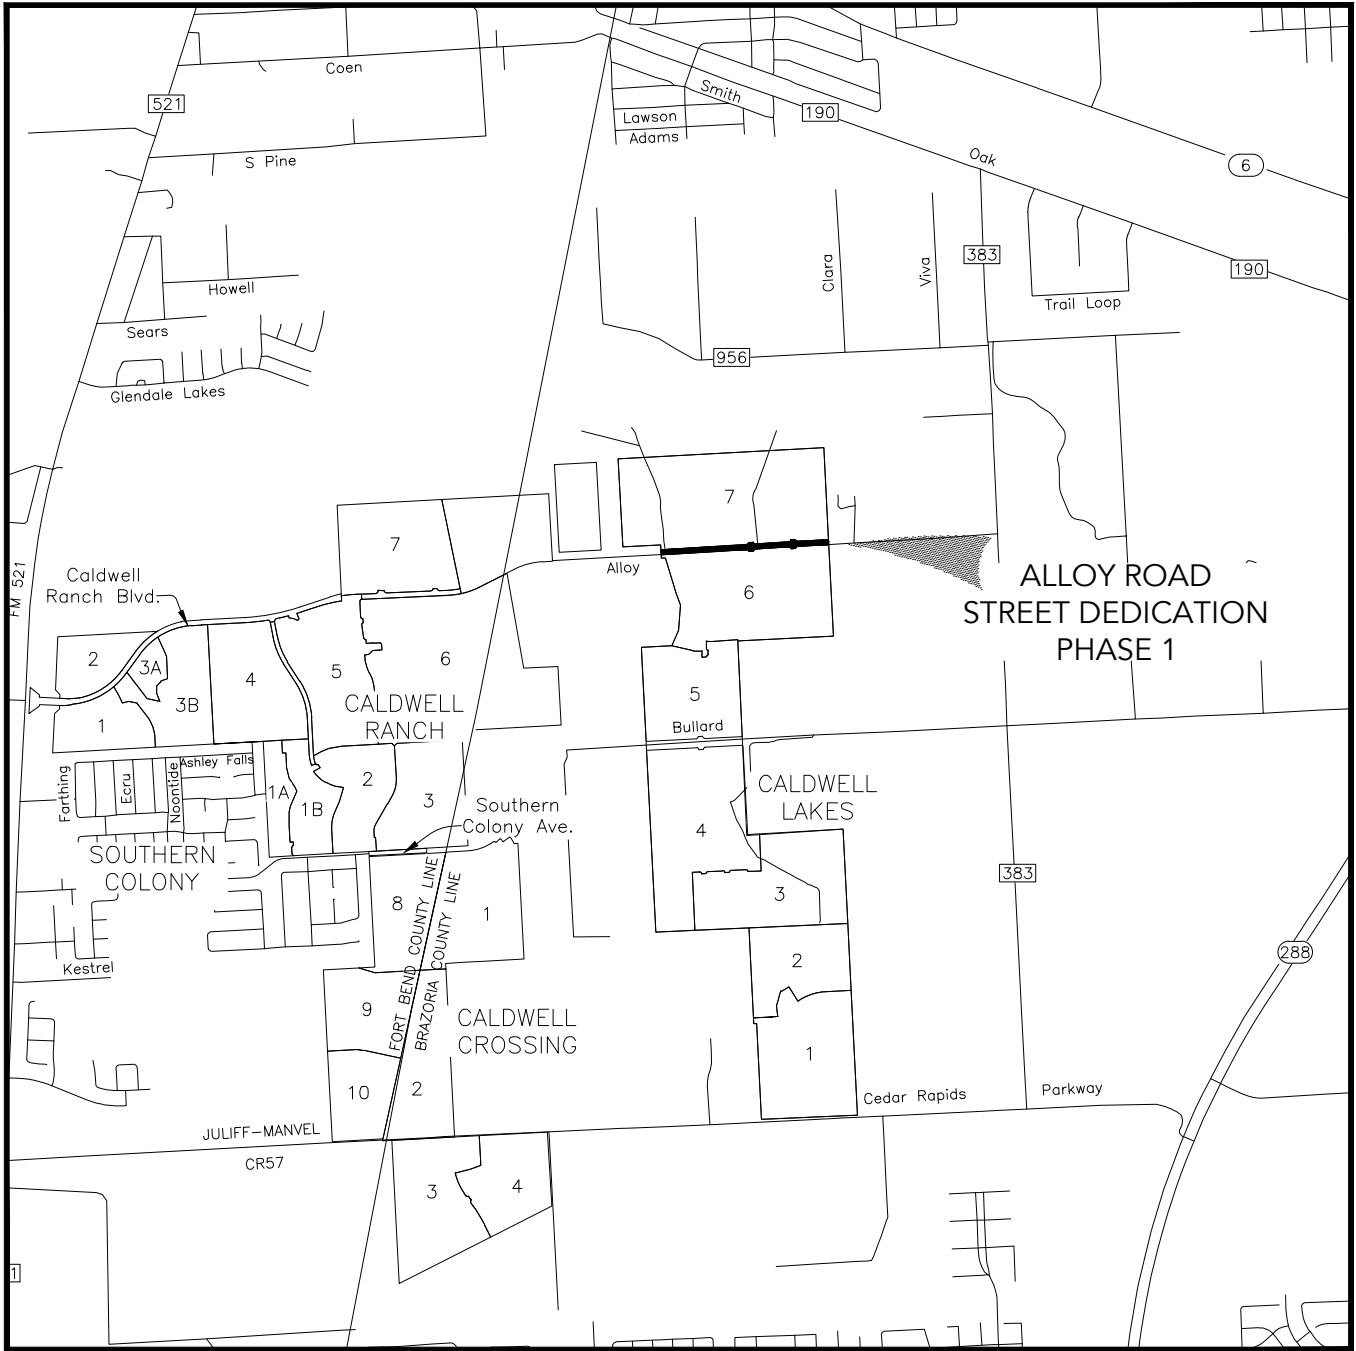 Coen
521
Smith
190
Lawson
Adams
S Pine
Oak
6
383
190
Clara
Viva
Howell
Trail Loop
Sears
956
Glendale Lakes
7
7
Alloy
FM 521
Caldwell
Ranch Blvd.
ALLOY ROAD
STREET DEDICATION
PHASE 1
6
2
3A
4
5
6
3B
5
1
CALDWELL
RANCH
Bullard
Farthing
Ecru
Noontide
Ashley Falls
1A
1B
2
3
CALDWELL
LAKES
Southern
Colony Ave.
4
SOUTHERN
COLONY
383
3
8
FORT BEND COUNTY LINE
BRAZORIA COUNTY LINE
1
288
Kestrel
2
9
CALDWELL
CROSSING
1
10
2
Cedar Rapids
Parkway
JULIFF-MANVEL
CR57
3
4
1